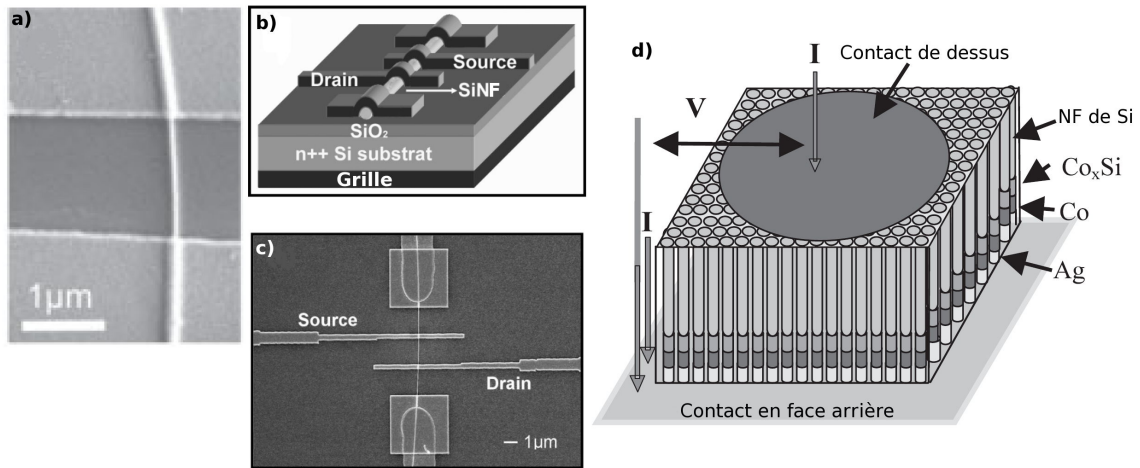 a)
1µm
b)
Drain
Source
SiNF
SiO₂
n++ Si substrat
Grille
c)
Source
Drain
1µm
d)
I
Contact de dessus
V
NF de Si
CoₓSi
I
Co
Ag
Contact en face arrière